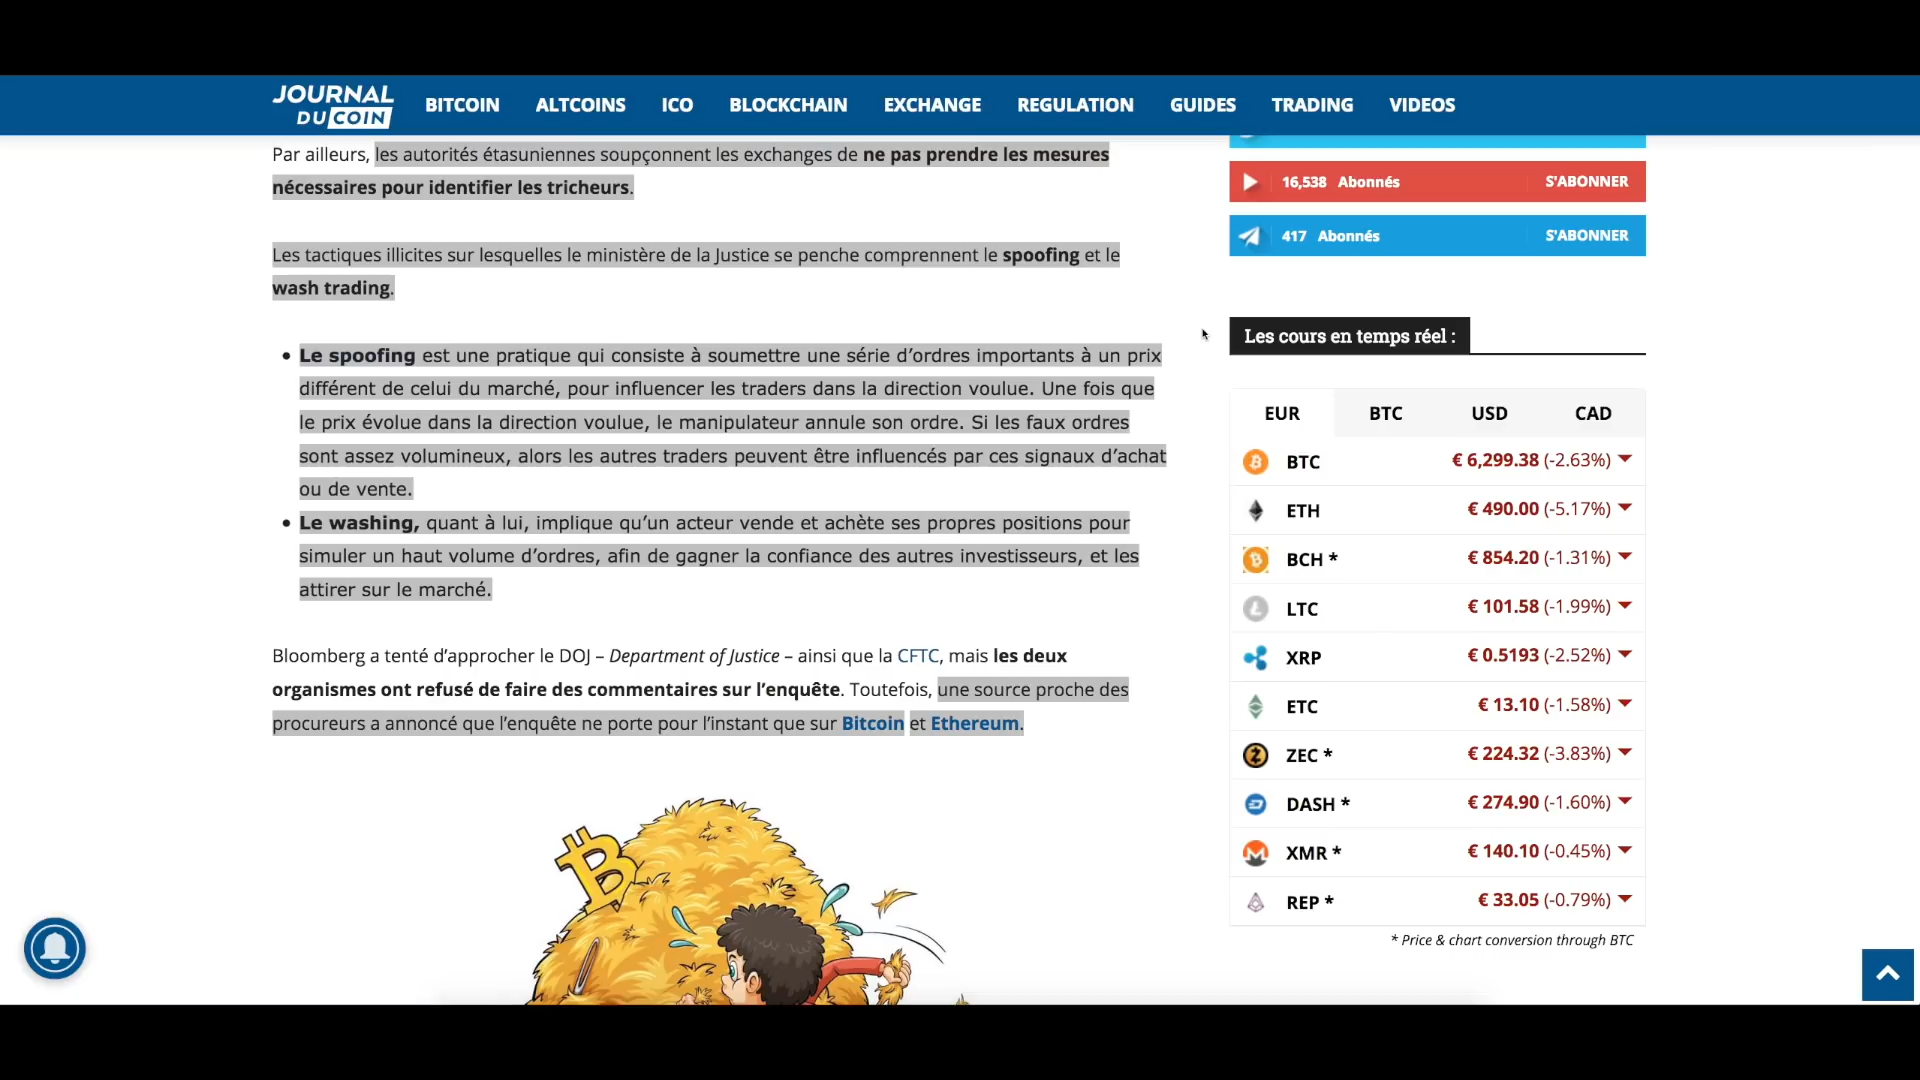 JOURNAL
DU COIN
BITCOIN ALTCOINS ICO BLOCKCHAIN EXCHANGE REGULATION GUIDES TRADING VIDEOS
Par ailleurs, les autorités étasuniennes soupçonnent les exchanges de ne pas prendre les mesures
nécessaires pour identifier les tricheurs.
Les tactiques illicites sur lesquelles le ministère de la Justice se penche comprennent le spoofing et le
wash trading.
• Le spoofing est une pratique qui consiste à soumettre une série d’ordres importants à un prix
différent de celui du marché, pour influencer les traders dans la direction voulue. Une fois que
le prix évolue dans la direction voulue, le manipulateur annule son ordre. Si les faux ordres
sont assez volumineux, alors les autres traders peuvent être influencés par ces signaux d’achat
ou de vente.
• Le washing, quant à lui, implique qu’un acteur vende et achète ses propres positions pour
simuler un haut volume d’ordres, afin de gagner la confiance des autres investisseurs, et les
attirer sur le marché.
Bloomberg a tenté d’approcher le DOJ – Department of Justice – ainsi que la CFTC, mais les deux
organismes ont refusé de faire des commentaires sur l’enquête. Toutefois, une source proche des
procureurs a annoncé que l’enquête ne porte pour l’instant que sur Bitcoin et Ethereum.
16,538 Abonnés S'ABONNER
417 Abonnés S'ABONNER
Les cours en temps réel :
EUR BTC USD CAD
BTC € 6,299.38 (-2.63%)
ETH € 490.00 (-5.17%)
BCH * € 854.20 (-1.31%)
LTC € 101.58 (-1.99%)
XRP € 0.5193 (-2.52%)
ETC € 13.10 (-1.58%)
ZEC * € 224.32 (-3.83%)
DASH * € 274.90 (-1.60%)
XMR * € 140.10 (-0.45%)
REP * € 33.05 (-0.79%)
* Price & chart conversion through BTC